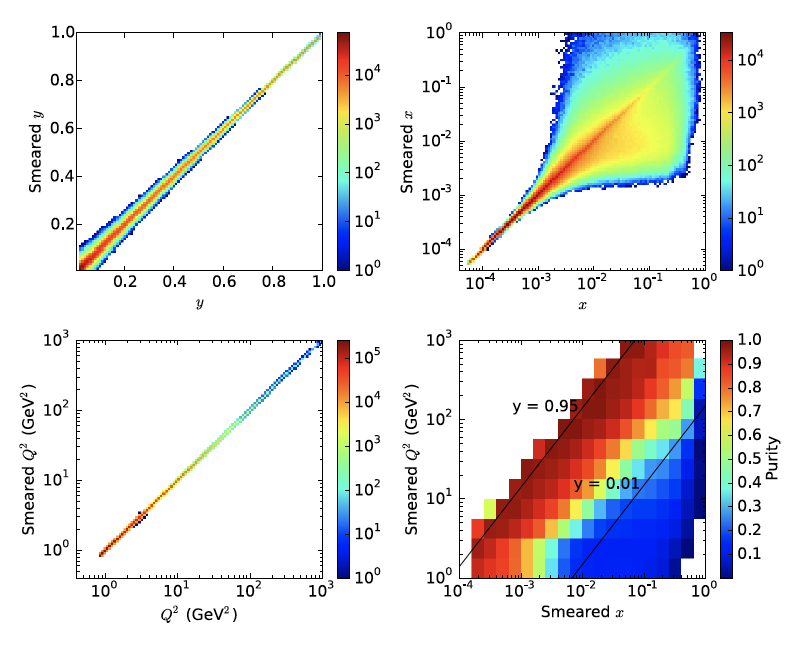 1.0
0.8
0.6
0.4
0.2
0.2 0.4 0.6 0.8 1.0
Smeared y
y
10^4
10^3
10^2
10^1
10^0
10^0
10^-1
10^-2
10^-3
10^-4
10^-4 10^-3 10^-2 10^-1 10^0
Smeared x
x
10^4
10^3
10^2
10^1
10^0
10^3
10^2
10^1
10^0
10^0 10^1 10^2 10^3
Smeared Q^2 (GeV^2)
Q^2 (GeV^2)
10^5
10^4
10^3
10^2
10^1
10^0
10^3
10^2
10^1
10^0
10^-4 10^-3 10^-2 10^-1 10^0
Smeared Q^2 (GeV^2)
Smeared x
y = 0.95
y = 0.01
1.0
0.9
0.8
0.7
0.6
0.5
0.4
0.3
0.2
0.1
Purity